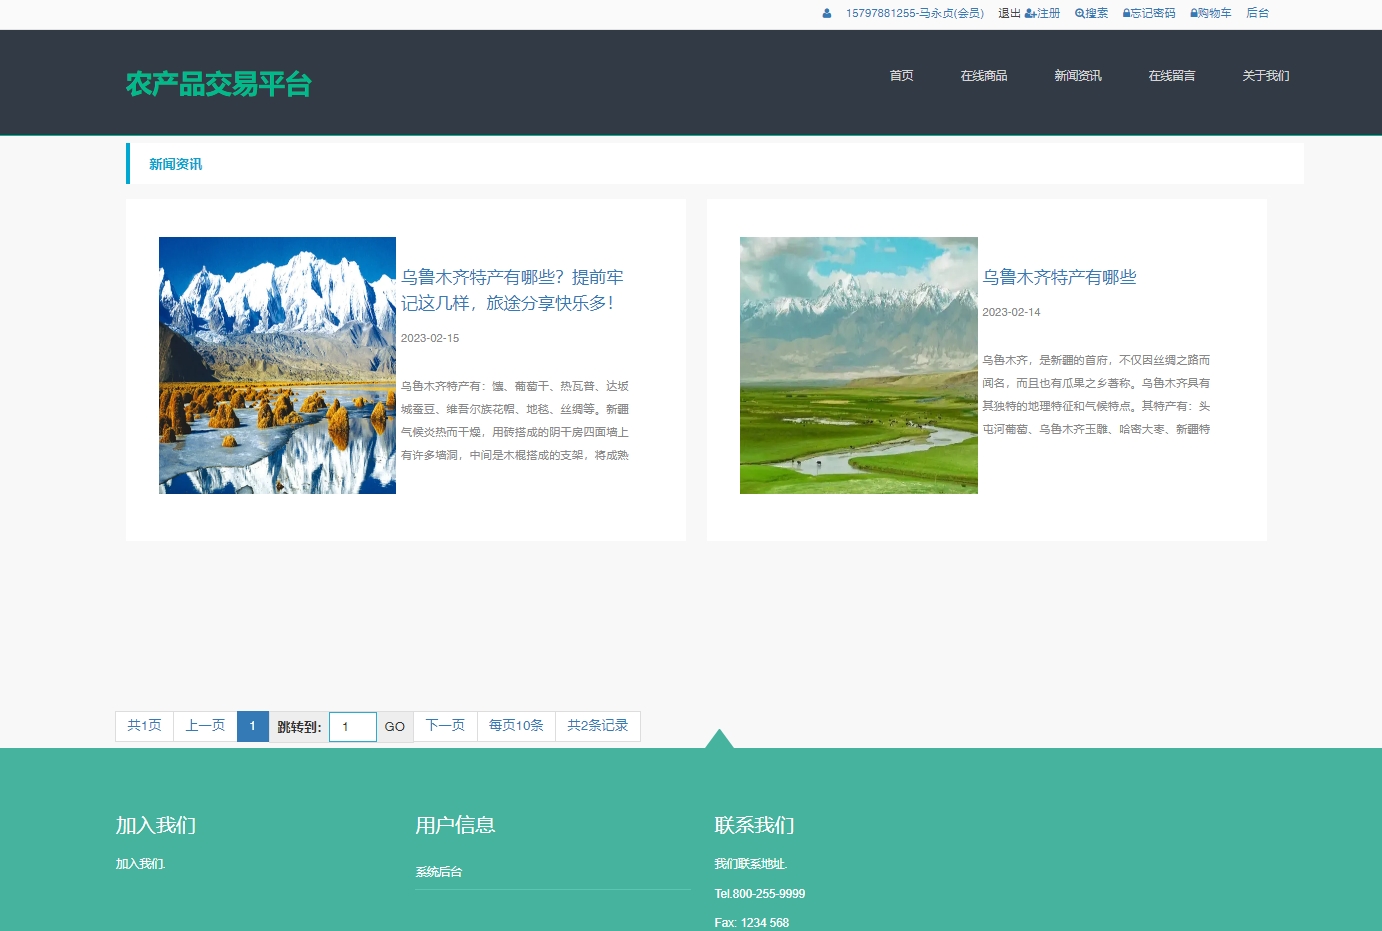 15797881255-马永贞(会员) 退出 注册 搜索 忘记密码 购物车 后台
农产品交易平台
首页 在线商品 新闻资讯 在线留言 关于我们
新闻资讯
乌鲁木齐特产有哪些？提前牢
记这几样，旅途分享快乐多！
2023-02-15
乌鲁木齐特产有：馕、葡萄干、热瓦普、达坂
城蚕豆、维吾尔族花帽、地毯、丝绸等。新疆
气候炎热而干燥，用砖搭成的阴干房四面墙上
有许多墙洞，中间是木棍搭成的支架，将成熟
乌鲁木齐特产有哪些
2023-02-14
乌鲁木齐，是新疆的首府，不仅因丝绸之路而
闻名，而且也有瓜果之乡著称。乌鲁木齐具有
其独特的地理特征和气候特点。其特产有：头
屯河葡萄、乌鲁木齐玉雕、哈密大枣、新疆特
共1页 上一页 1 跳转到： 1 GO 下一页 每页10条 共2条记录
加入我们
加入我们.
用户信息
系统后台
联系我们
我们联系地址.
Tel.800-255-9999
Fax: 1234 568